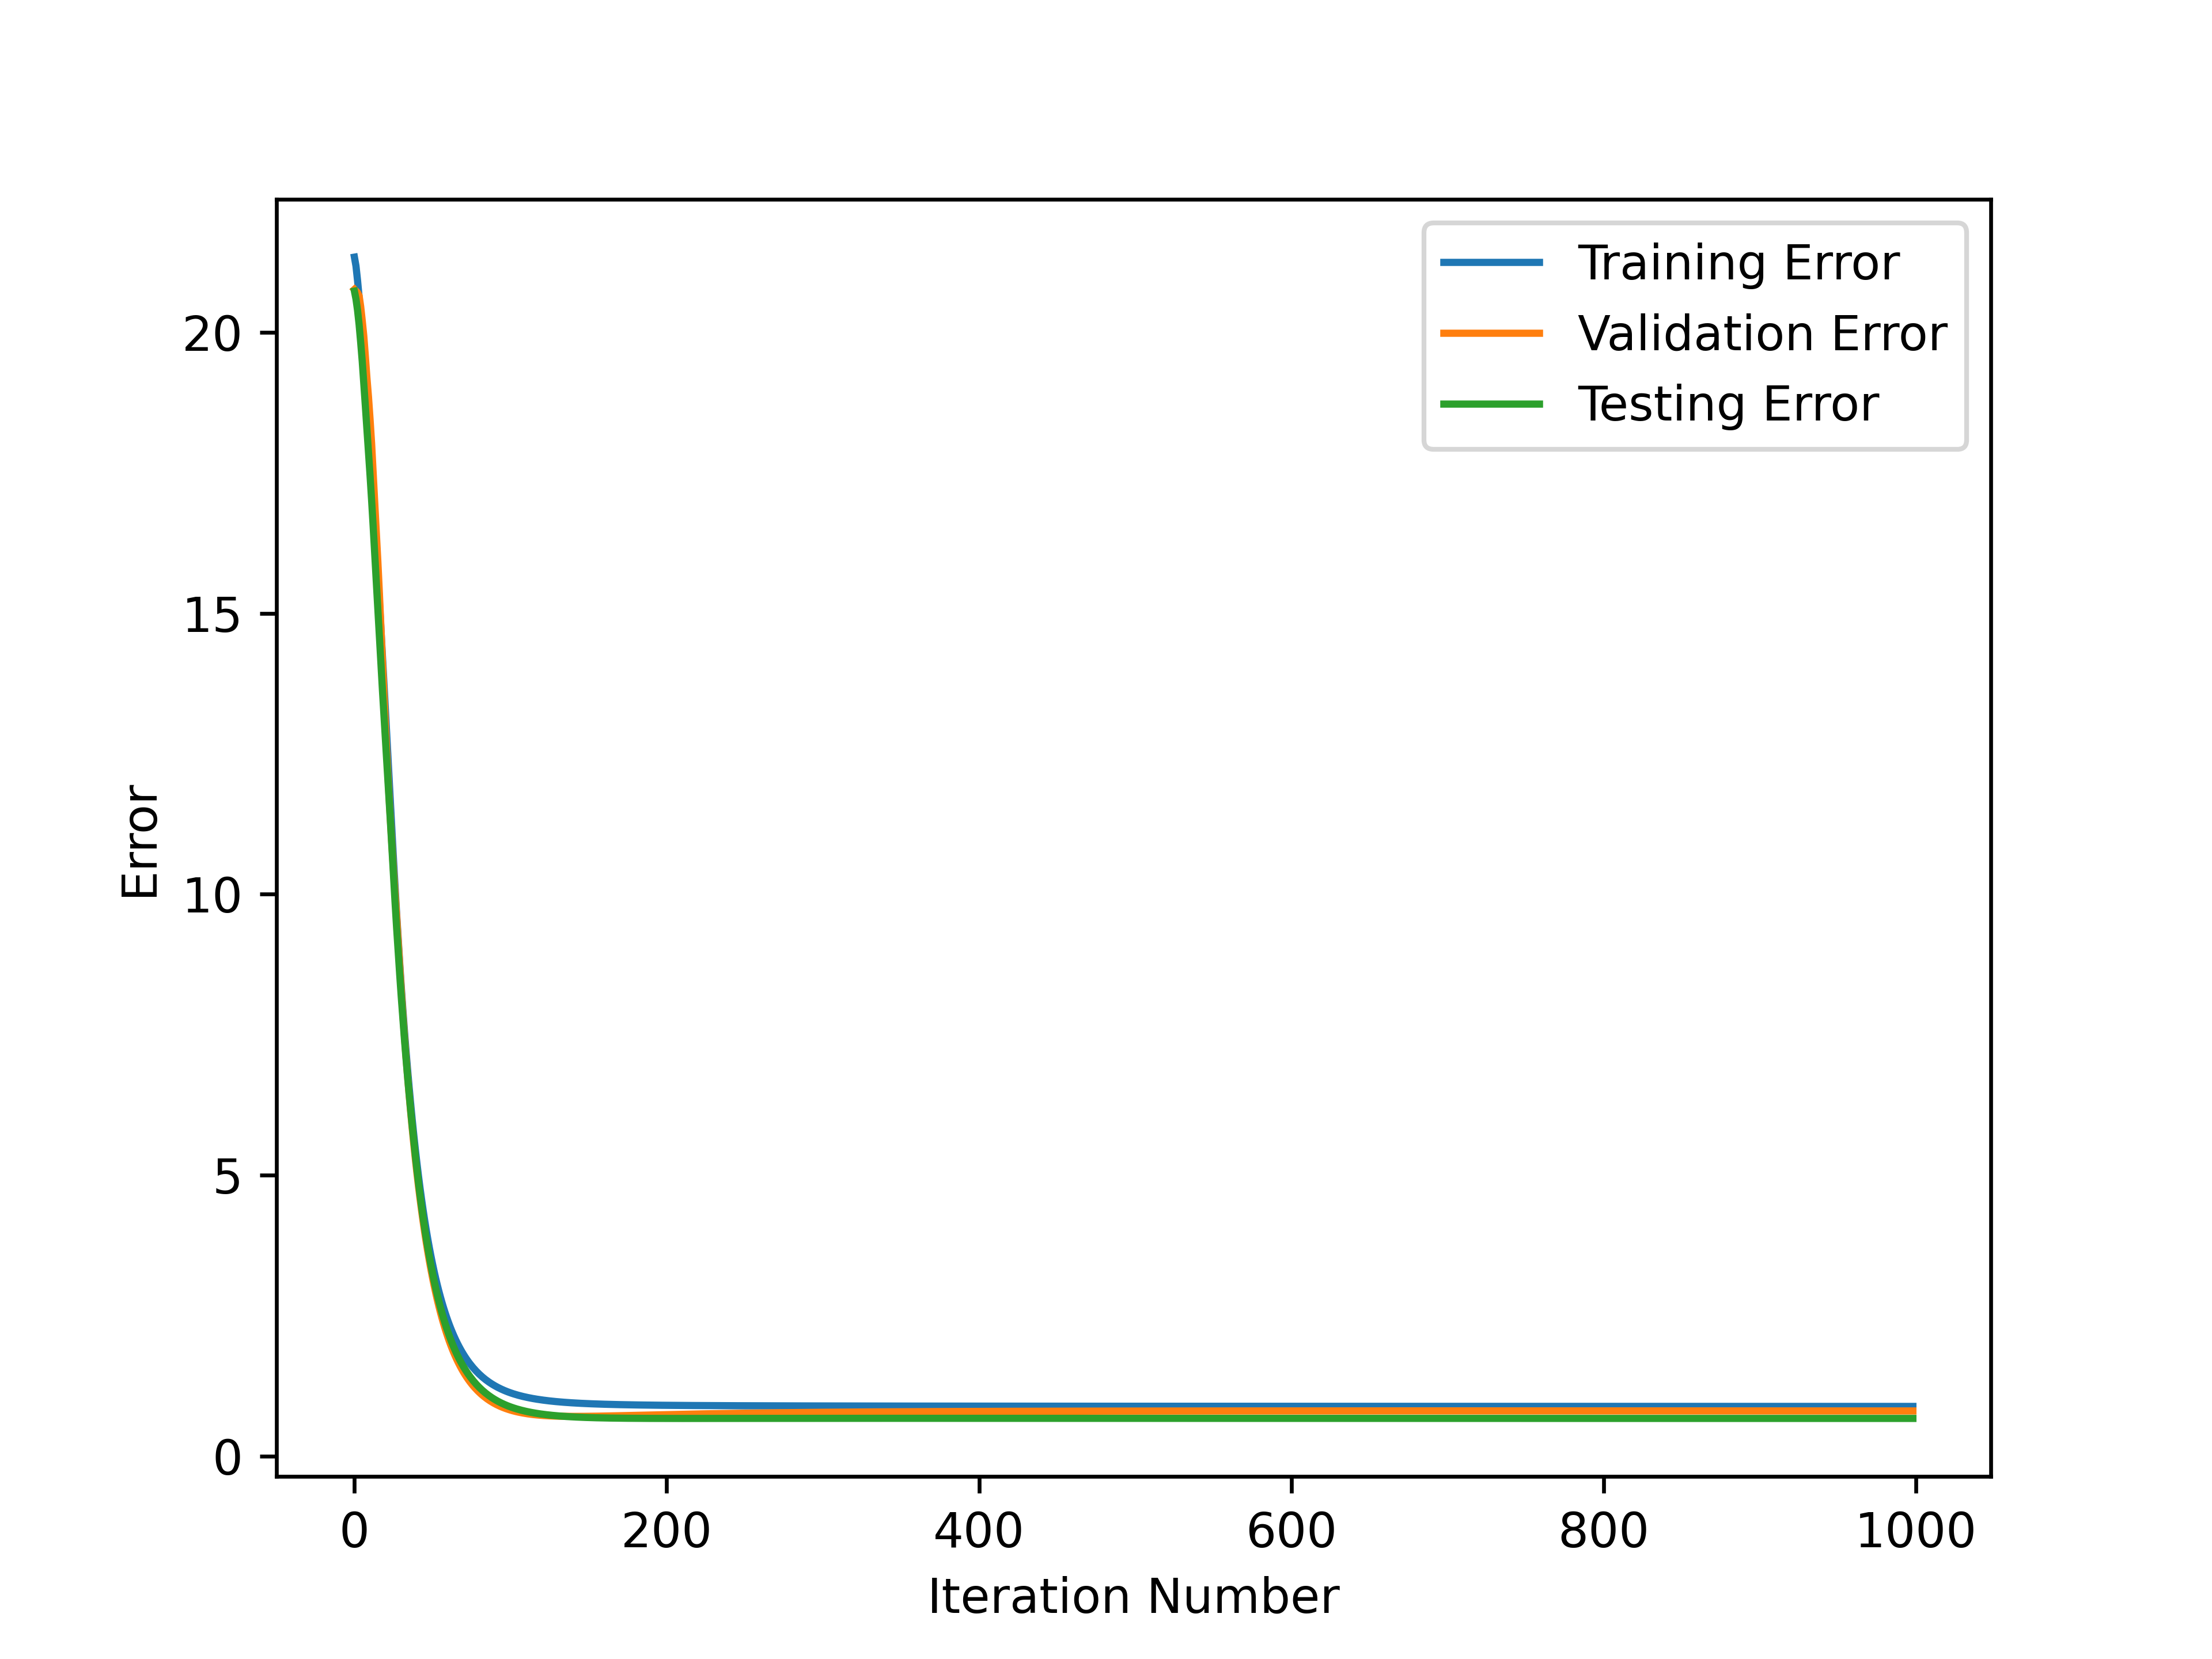 Training Error
Validation Error
Testing Error
20
15
10
5
0
Error
0 200 400 600 800 1000
Iteration Number